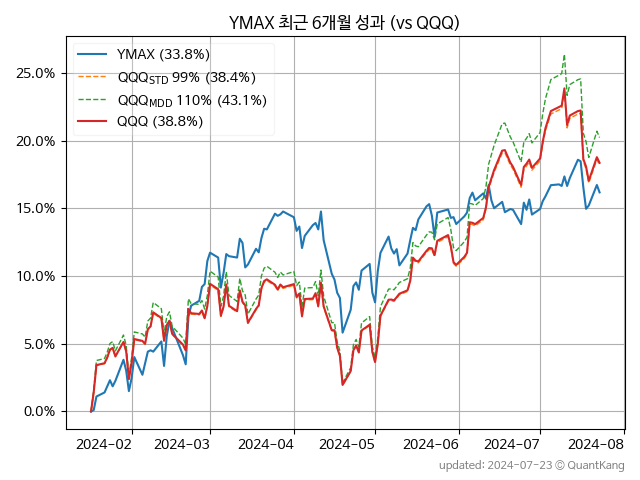 YMAX 최근 6개월 성과 (vs QQQ)
YMAX (33.8%)
QQQSTD 99% (38.4%)
QQQMDD 110% (43.1%)
QQQ (38.8%)
25.0%
20.0%
15.0%
10.0%
5.0%
0.0%
2024-02 2024-03 2024-04 2024-05 2024-06 2024-07 2024-08
updated: 2024-07-23 © QuantKang